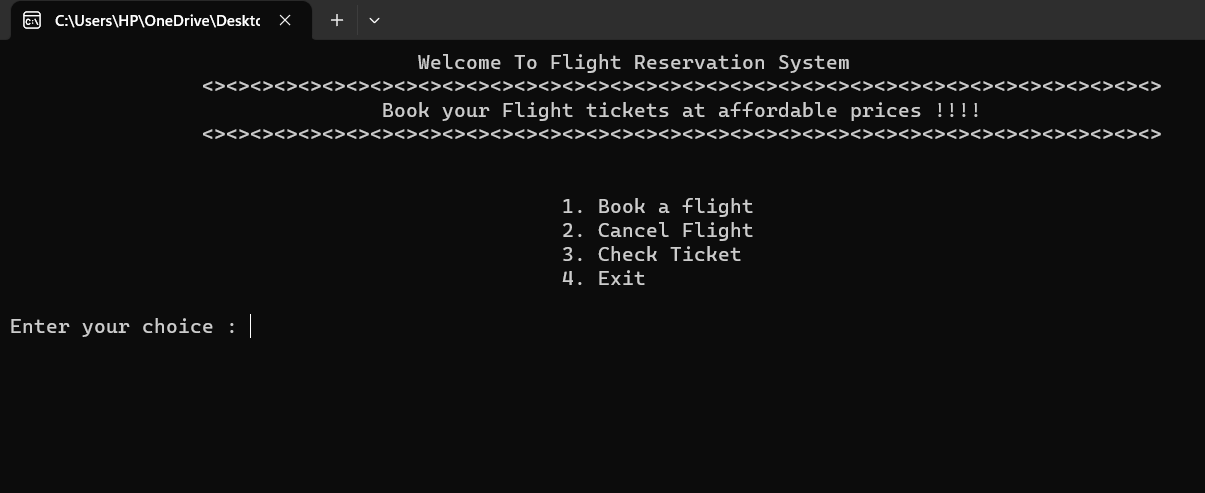 C:\Users\HP\OneDrive\Deskto
Welcome To Flight Reservation System
<><><><><><><><><><><><><><><><><><><><><><><><><><><><><><><><><><><><><><><><>
Book your Flight tickets at affordable prices !!!!
<><><><><><><><><><><><><><><><><><><><><><><><><><><><><><><><><><><><><><><><>
1. Book a flight
2. Cancel Flight
3. Check Ticket
4. Exit
Enter your choice :